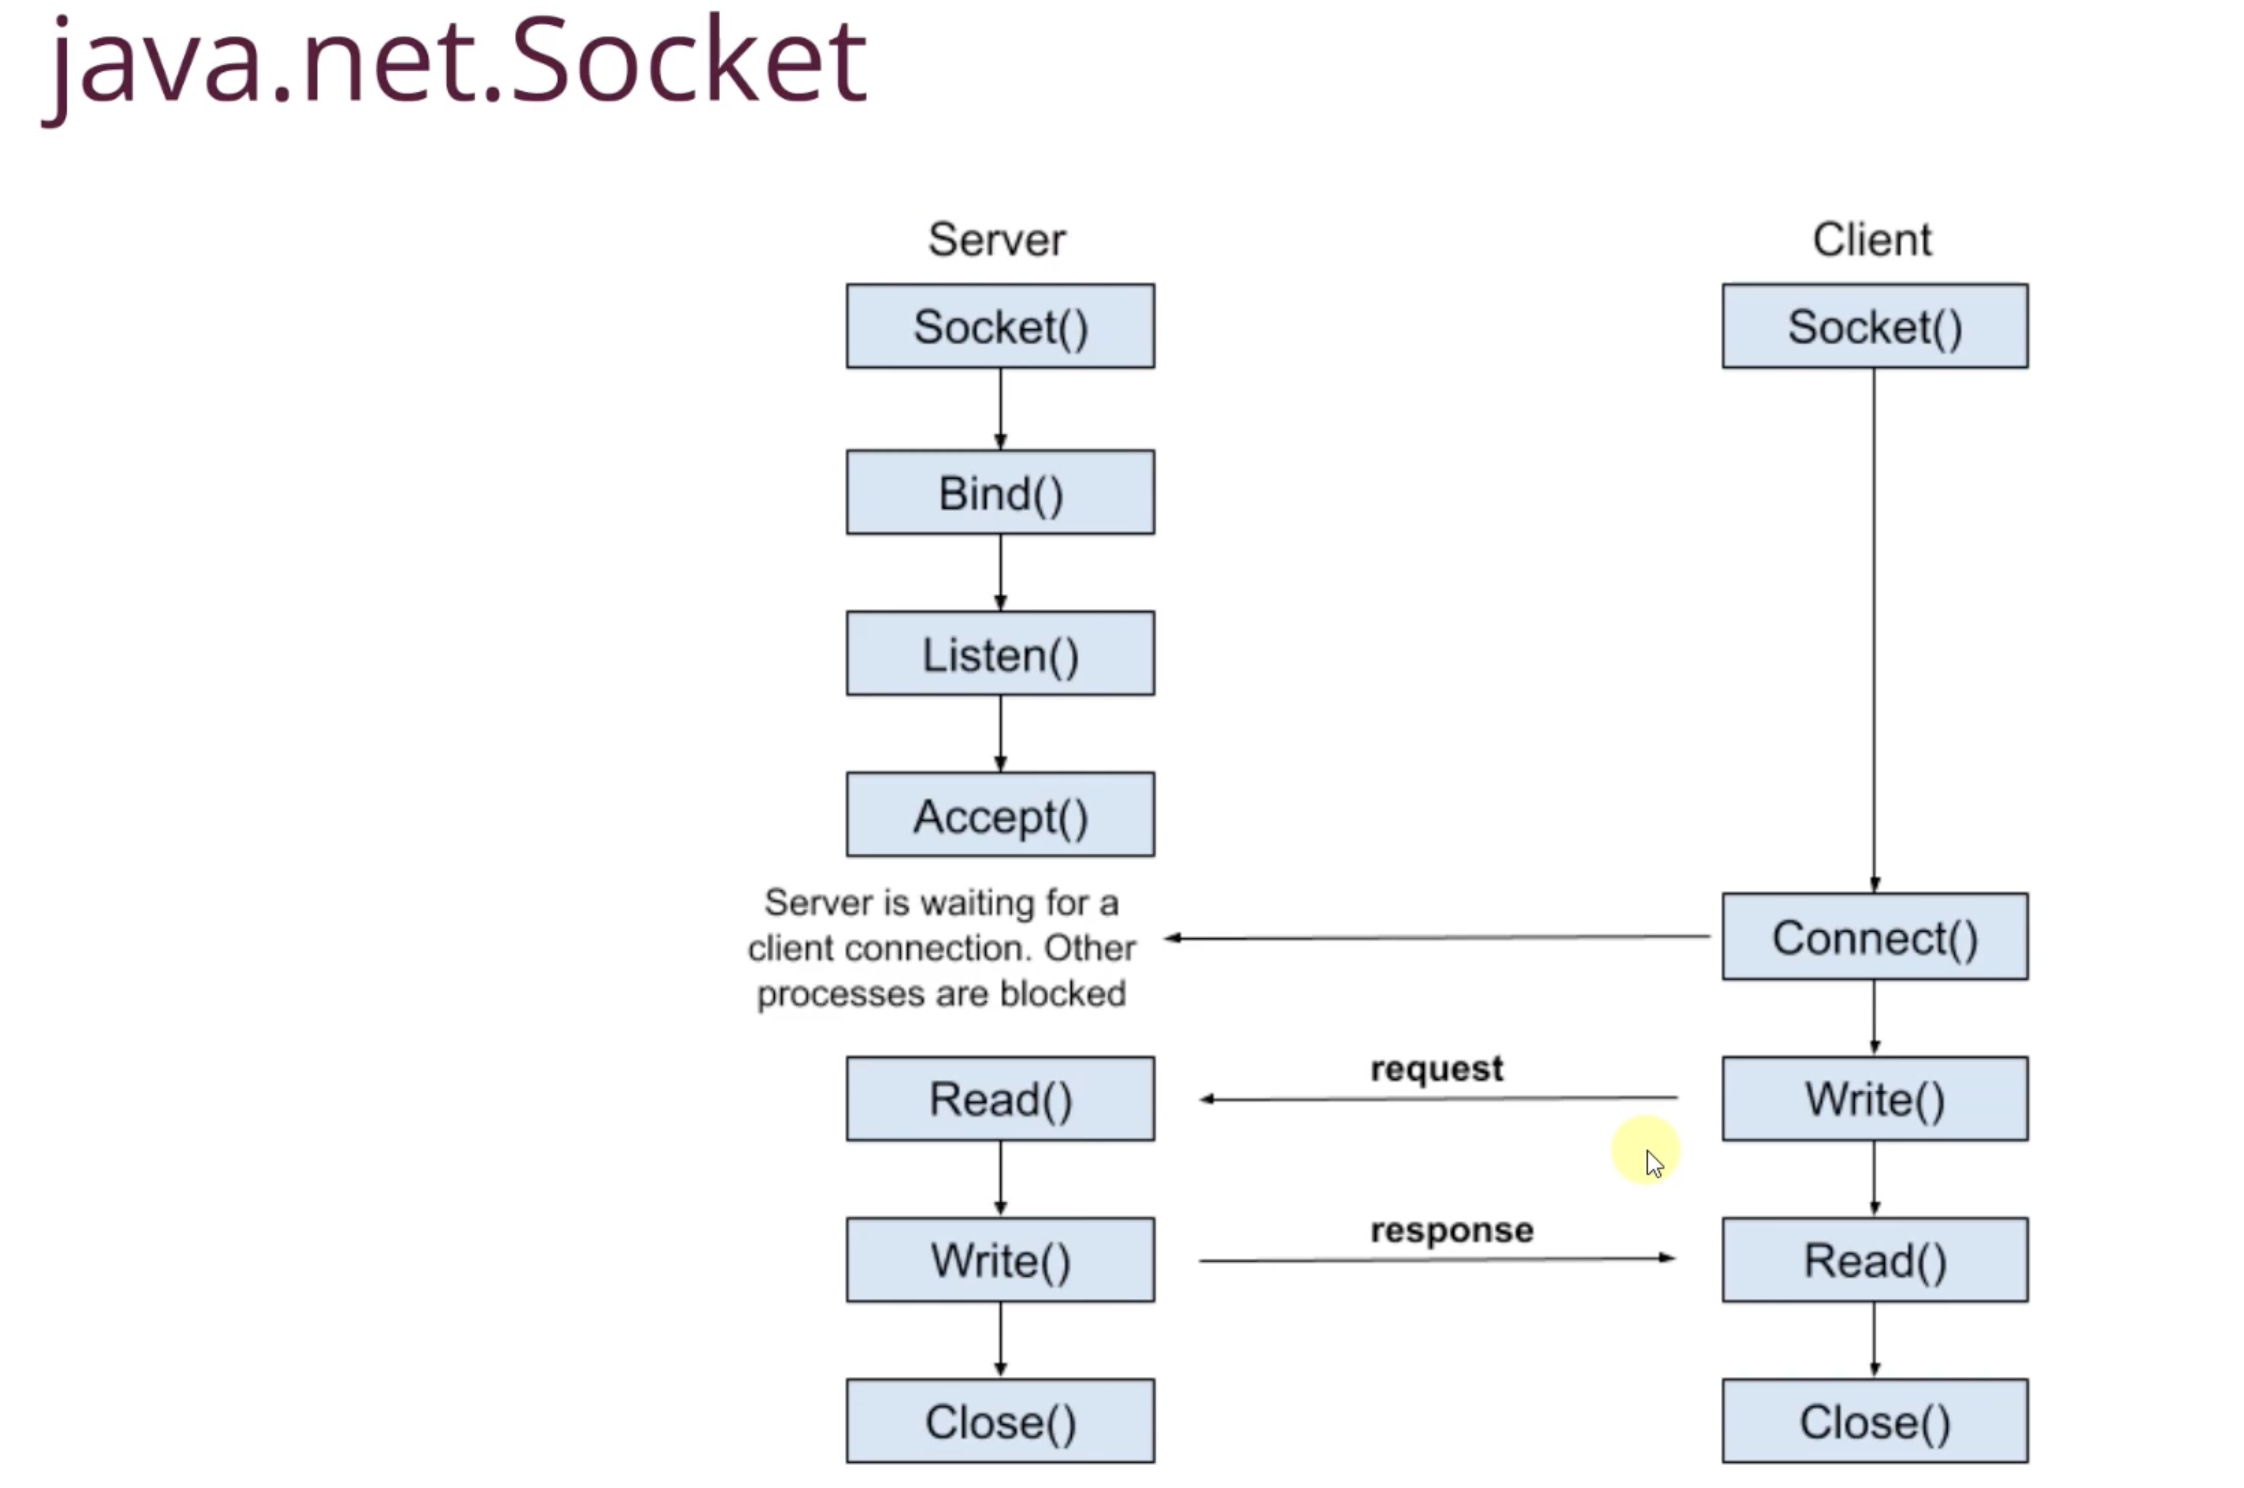 java.net.Socket
Server
Client
Socket()
Socket()
Bind()
Listen()
Accept()
Server is waiting for a
client connection. Other
processes are blocked
Connect()
Read()
request
Write()
Write()
response
Read()
Close()
Close()